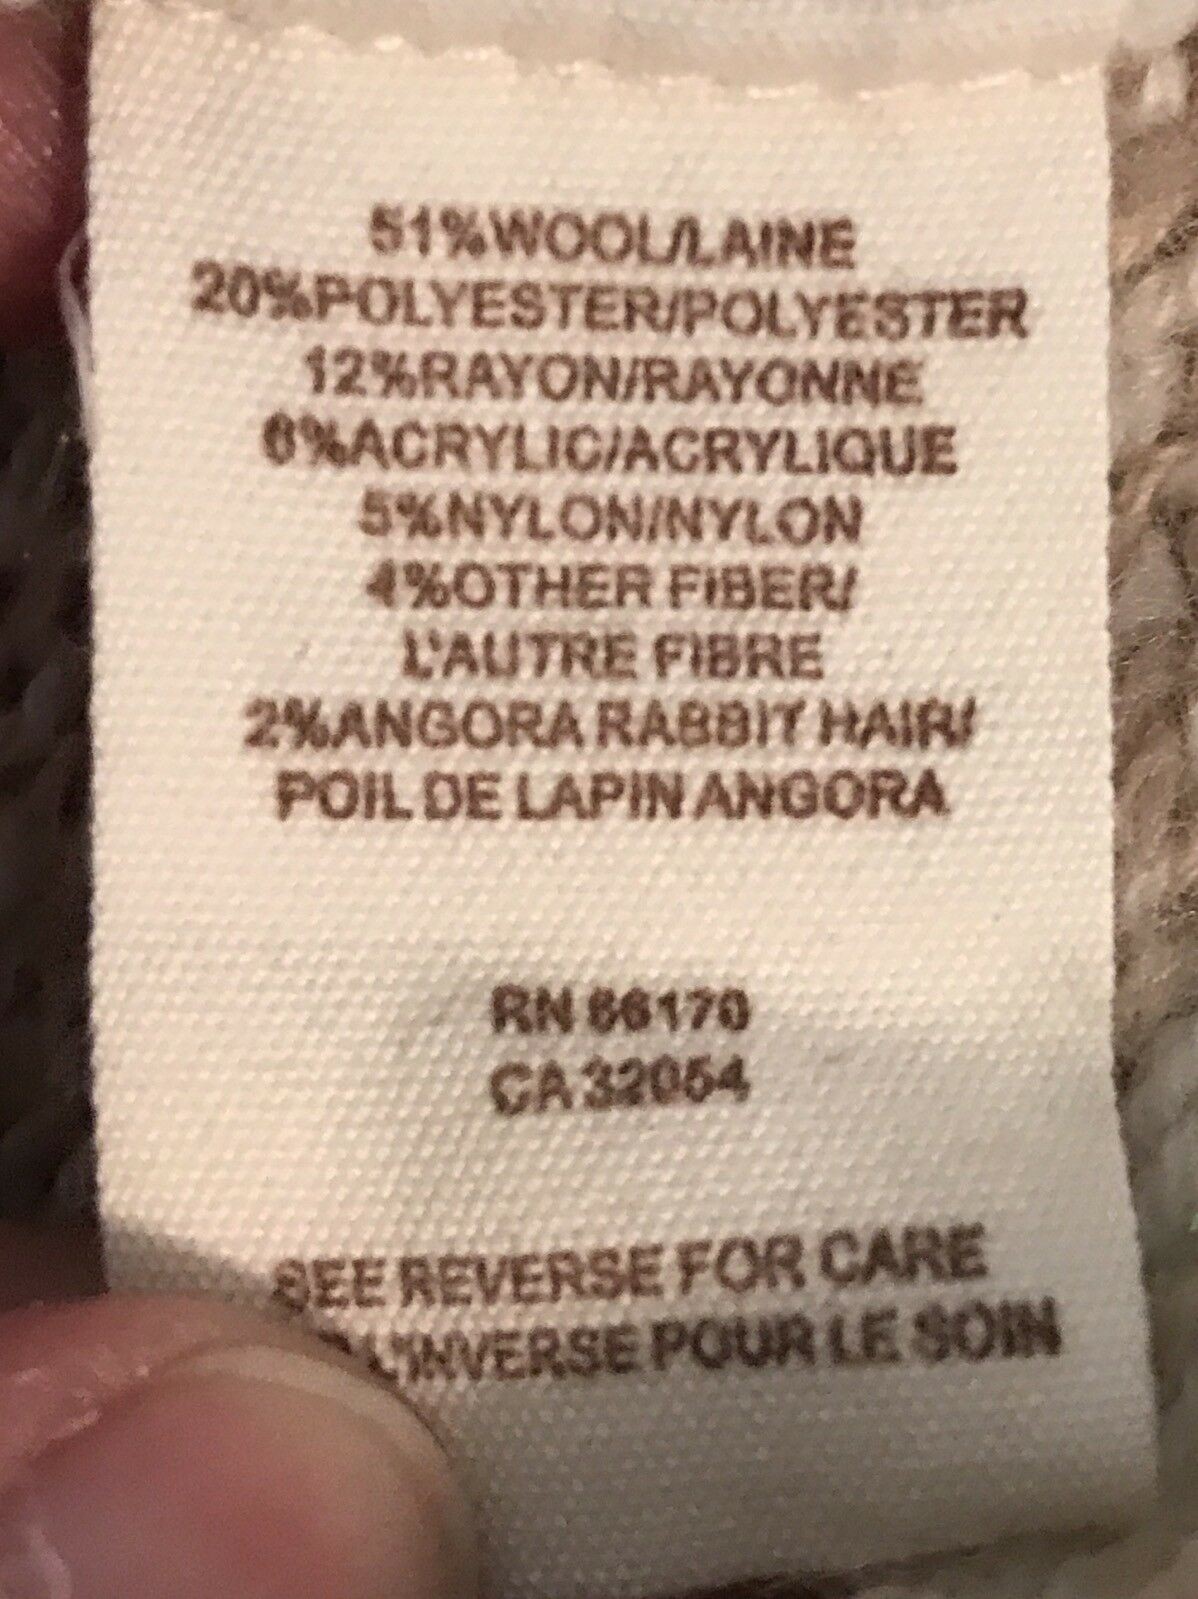 51%WOOL/LAINE
20%POLYESTER/POLYESTER
12%RAYON/RAYONNE
6%ACRYLIC/ACRYLIQUE
5%NYLON/NYLON
4%OTHER FIBER/
L'AUTRE FIBRE
2%ANGORA RABBIT HAIR/
POIL DE LAPIN ANGORA
RN 66170
CA 32054
SEE REVERSE FOR CARE
L'INVERSE POUR LE SOIN